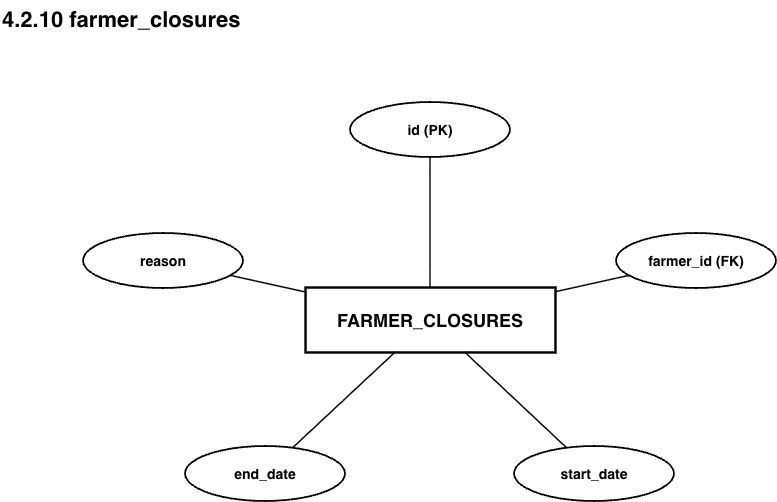 4.2.10 farmer_closures
id (PK)
reason
farmer_id (FK)
FARMER_CLOSURES
end_date
start_date